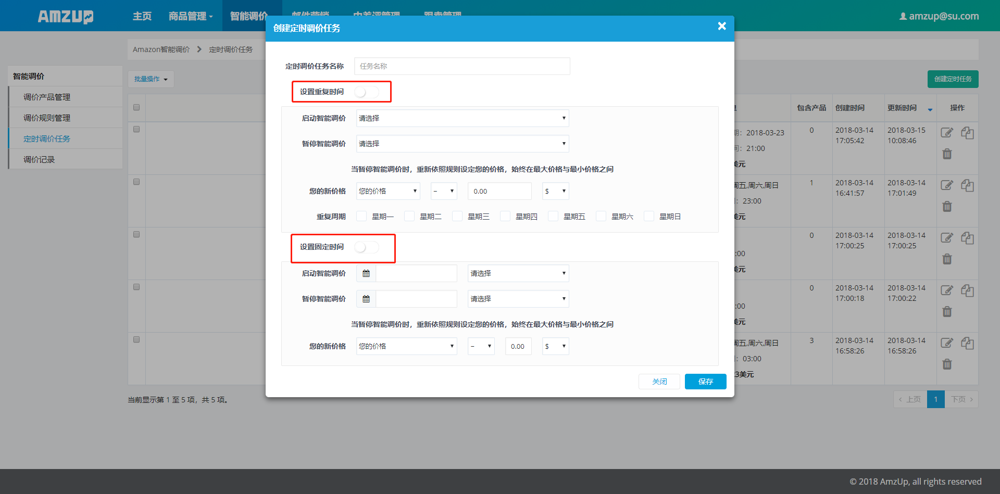 AMZUP
主页 商品管理 智能调价 邮件营销 中差评管理 跟卖管理 amzup@su.com
创建定时调价任务
Amazon智能调价 定时调价任务
定时调价任务名称 任务名称
智能调价
批量操作
创建定时任务
设置重复时间
调价产品管理
调价规则管理
定时调价任务
调价记录
包含产品 创建时间 更新时间 操作
启动智能调价 请选择
暂停智能调价 请选择
当暂停智能调价时，重新依照规则设定您的价格，始终在最大价格与最小价格之间
您的新价格 您的价格 – 0.00 $
重复周期 星期一 星期二 星期三 星期四 星期五 星期六 星期日
设置固定时间
启动智能调价 请选择
暂停智能调价 请选择
当暂停智能调价时，重新依照规则设定您的价格，始终在最大价格与最小价格之间
您的新价格 您的价格 – 0.00 $
关闭 保存
期：2018-03-23 0 2018-03-14 2018-03-15
17:05:42 10:08:46
间：21:00
美元
周五,周六,周日 1 2018-03-14 2018-03-14
16:41:57 17:01:49
：23:00
美元
0 2018-03-14 2018-03-14
17:00:25 17:00:25
:00
美元
0 2018-03-14 2018-03-14
17:00:18 17:00:22
:00
美元
周五,周六,周日 3 2018-03-14 2018-03-14
16:58:26 16:58:26
：03:00
3美元
当前显示第 1 至 5 项，共 5 项。
上页 1 下页
© 2018 AmzUp, all rights reserved